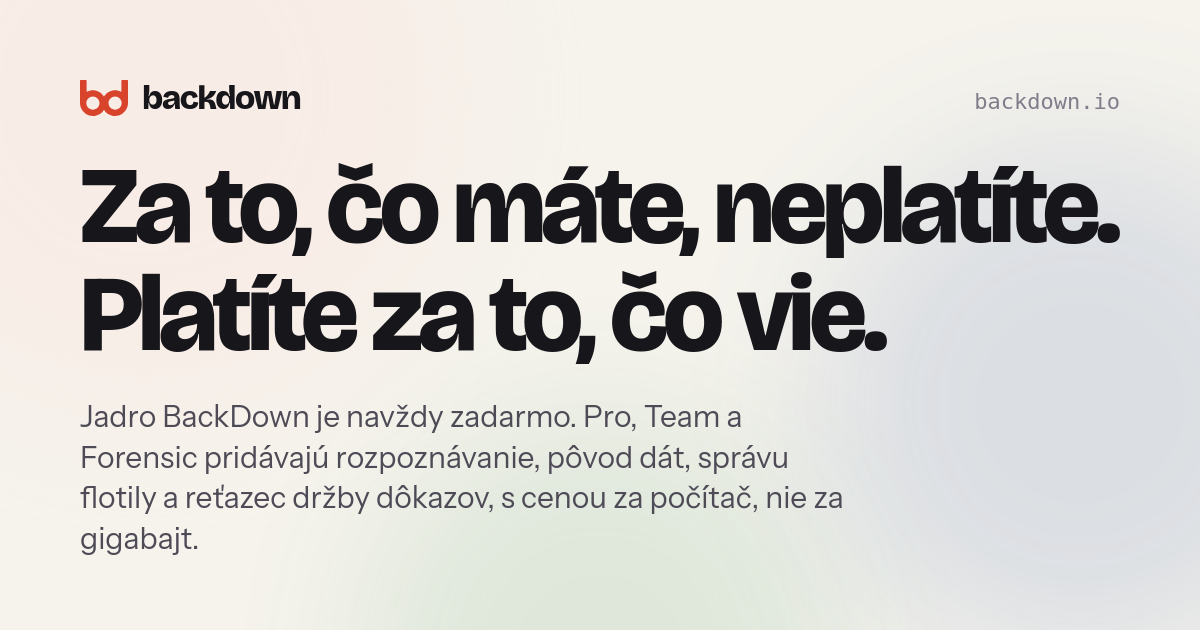 backdown
backdown.io
Za to, čo máte, neplatíte.
Platíte za to, čo vie.
Jadro BackDown je navždy zadarmo. Pro, Team a
Forensic pridávajú rozpoznávanie, pôvod dát, správu
flotily a reťazec držby dôkazov, s cenou za počítač, nie za
gigabajt.